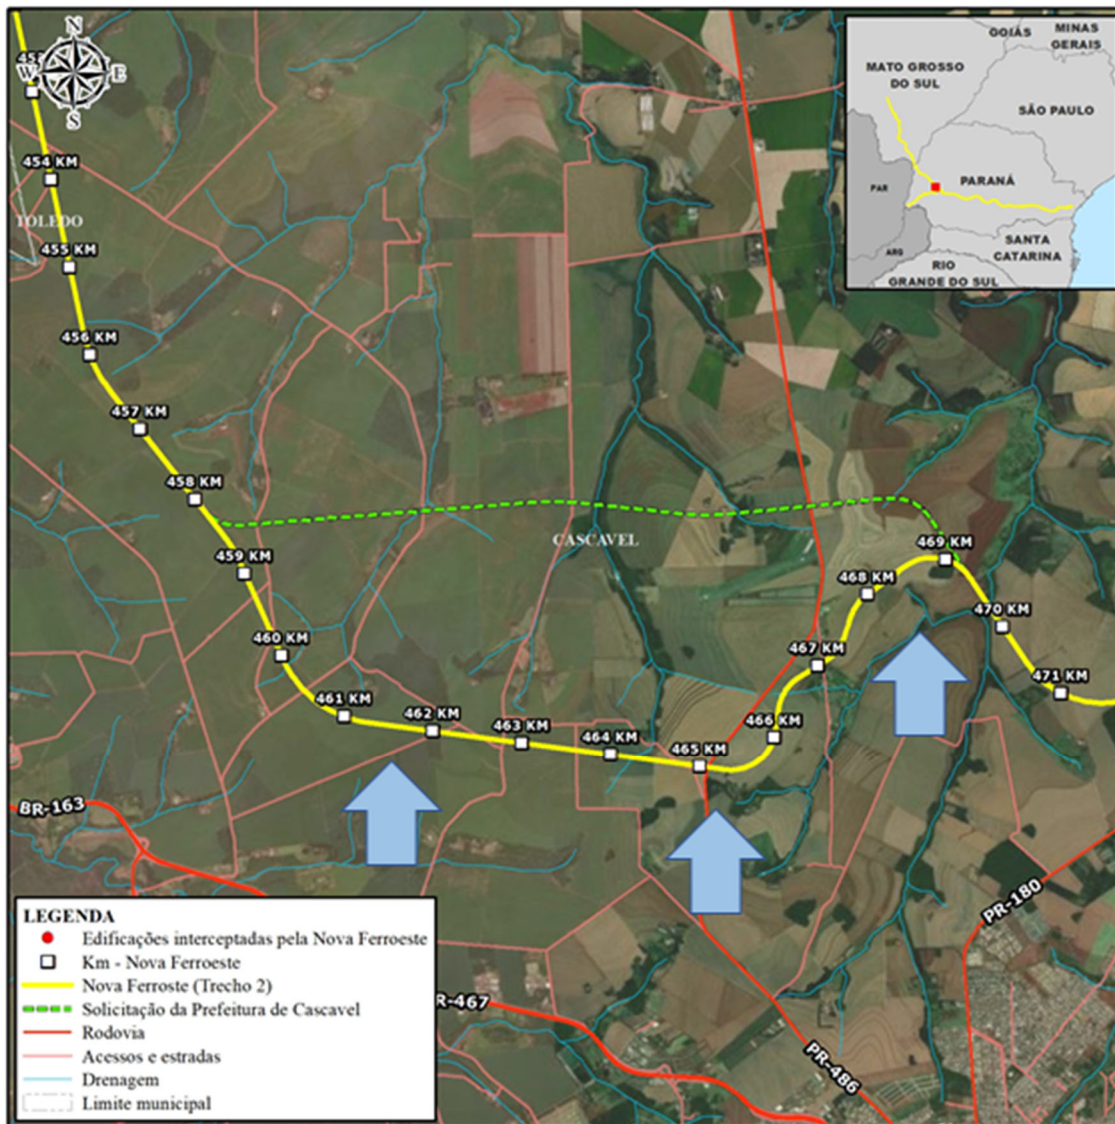 N
W
E
S
454 KM
TOLEDO
455 KM
456 KM
457 KM
458 KM
459 KM
460 KM
461 KM
462 KM
463 KM
464 KM
465 KM
466 KM
467 KM
468 KM
469 KM
470 KM
471 KM
CASCAVEL
BR-163
R-467
PR-486
PR-180
GOIÁS
MINAS
GERAIS
MATO GROSSO
DO SUL
SÃO PAULO
PAR
PARANÁ
ARG
SANTA
CATARINA
RIO
GRANDE DO SUL
LEGENDA
Edificações interceptadas pela Nova Ferroeste
Km - Nova Ferroeste
Nova Ferroste (Trecho 2)
Solicitação da Prefeitura de Cascavel
Rodovia
Acessos e estradas
Drenagem
Limite municipal